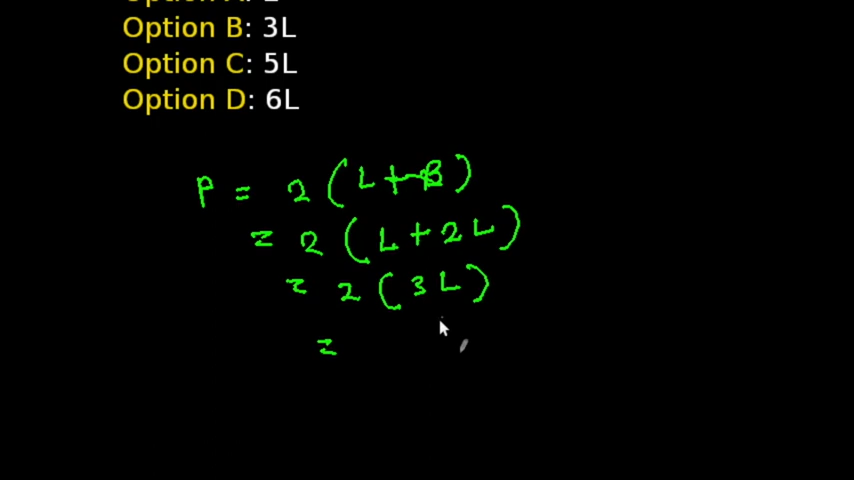 Option B: 3L
Option C: 5L
Option D: 6L
P = 2 (L+B)
= 2 (L+2L)
= 2 (3L)
=